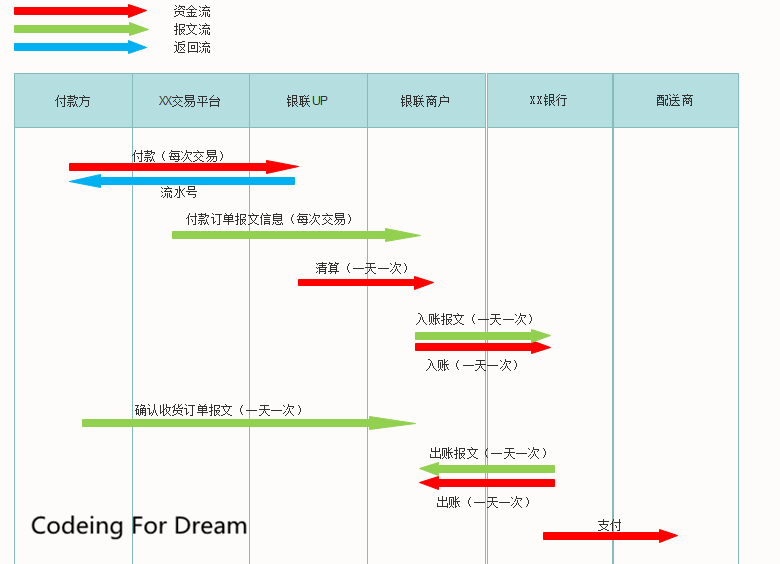 资金流
报文流
返回流
付款方 XX交易平台 银联UP 银联商户 XX银行 配送商
付款（每次交易）
流水号
付款订单报文信息（每次交易）
清算（一天一次）
入账报文（一天一次）
入账（一天一次）
确认收货订单报文（一天一次）
出账报文（一天一次）
出账（一天一次）
支付
Codeing For Dream